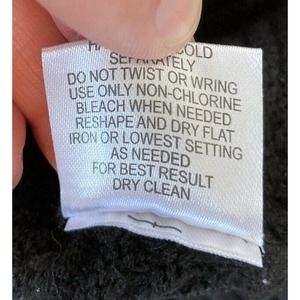 COLD
SEPARATELY
DO NOT TWIST OR WRING
USE ONLY NON-CHLORINE
BLEACH WHEN NEEDED
RESHAPE AND DRY FLAT
IRON OR LOWEST SETTING
AS NEEDED
FOR BEST RESULT
DRY CLEAN